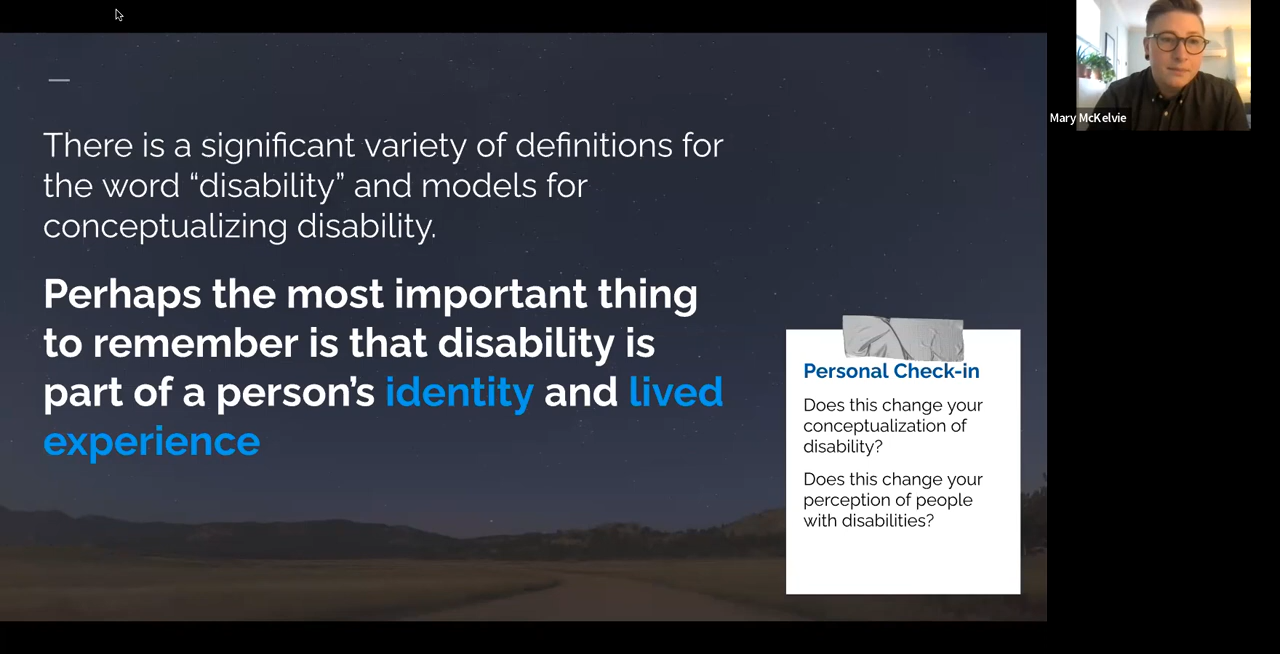 There is a significant variety of definitions for
the word “disability” and models for
conceptualizing disability.
Perhaps the most important thing
to remember is that disability is
part of a person’s identity and lived
experience
Personal Check-in
Does this change your
conceptualization of
disability?
Does this change your
perception of people
with disabilities?
Mary McKelvie